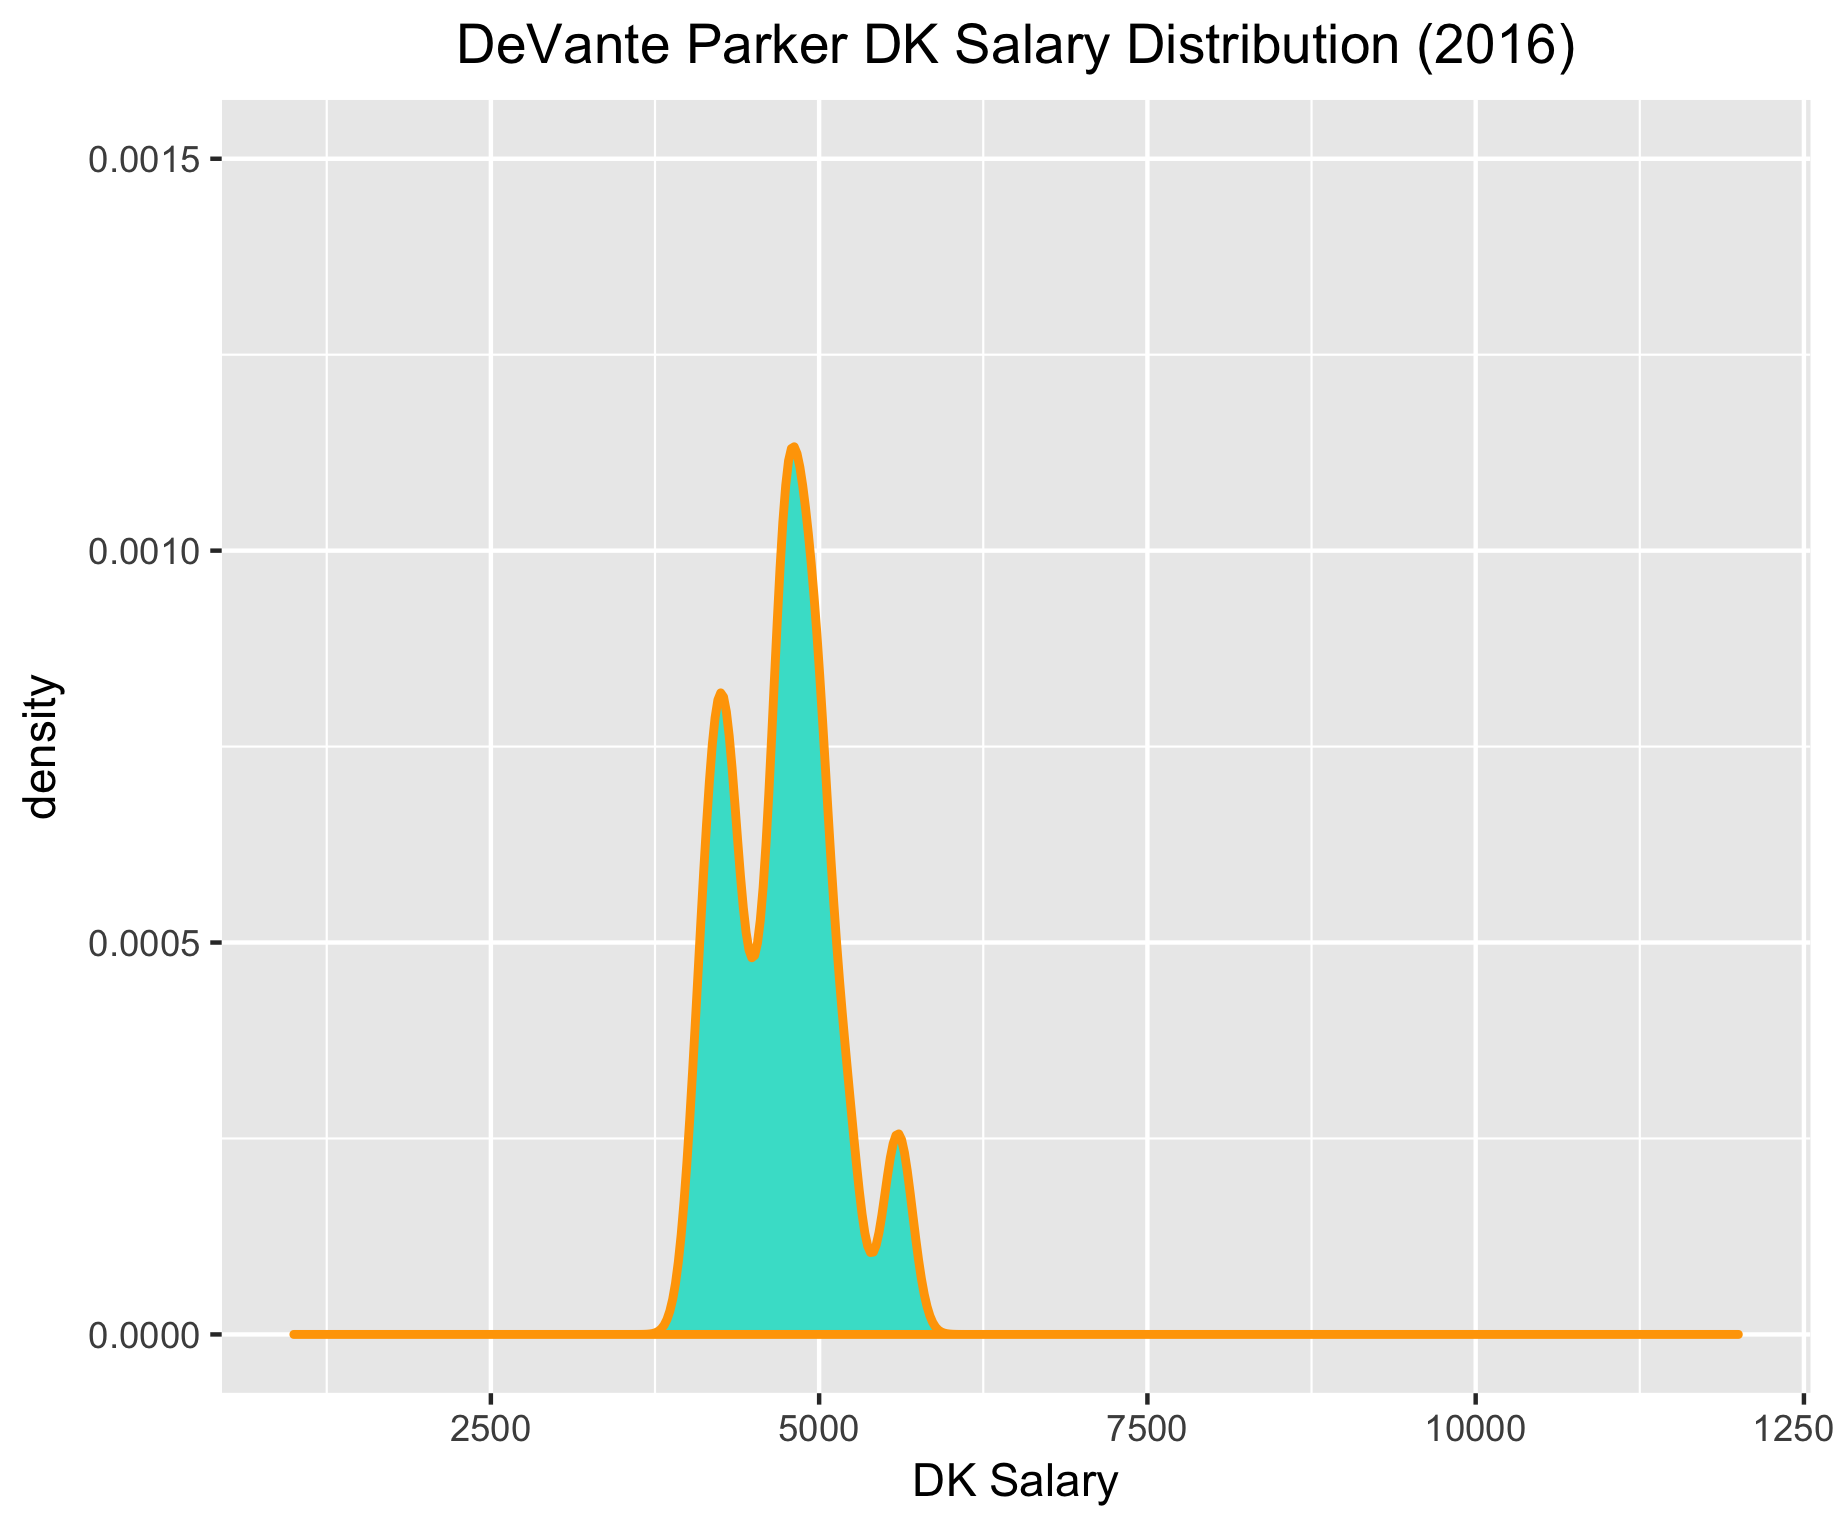 DeVante Parker DK Salary Distribution (2016)
0.0015
0.0010
0.0005
0.0000
density
2500 5000 7500 10000 1250
DK Salary